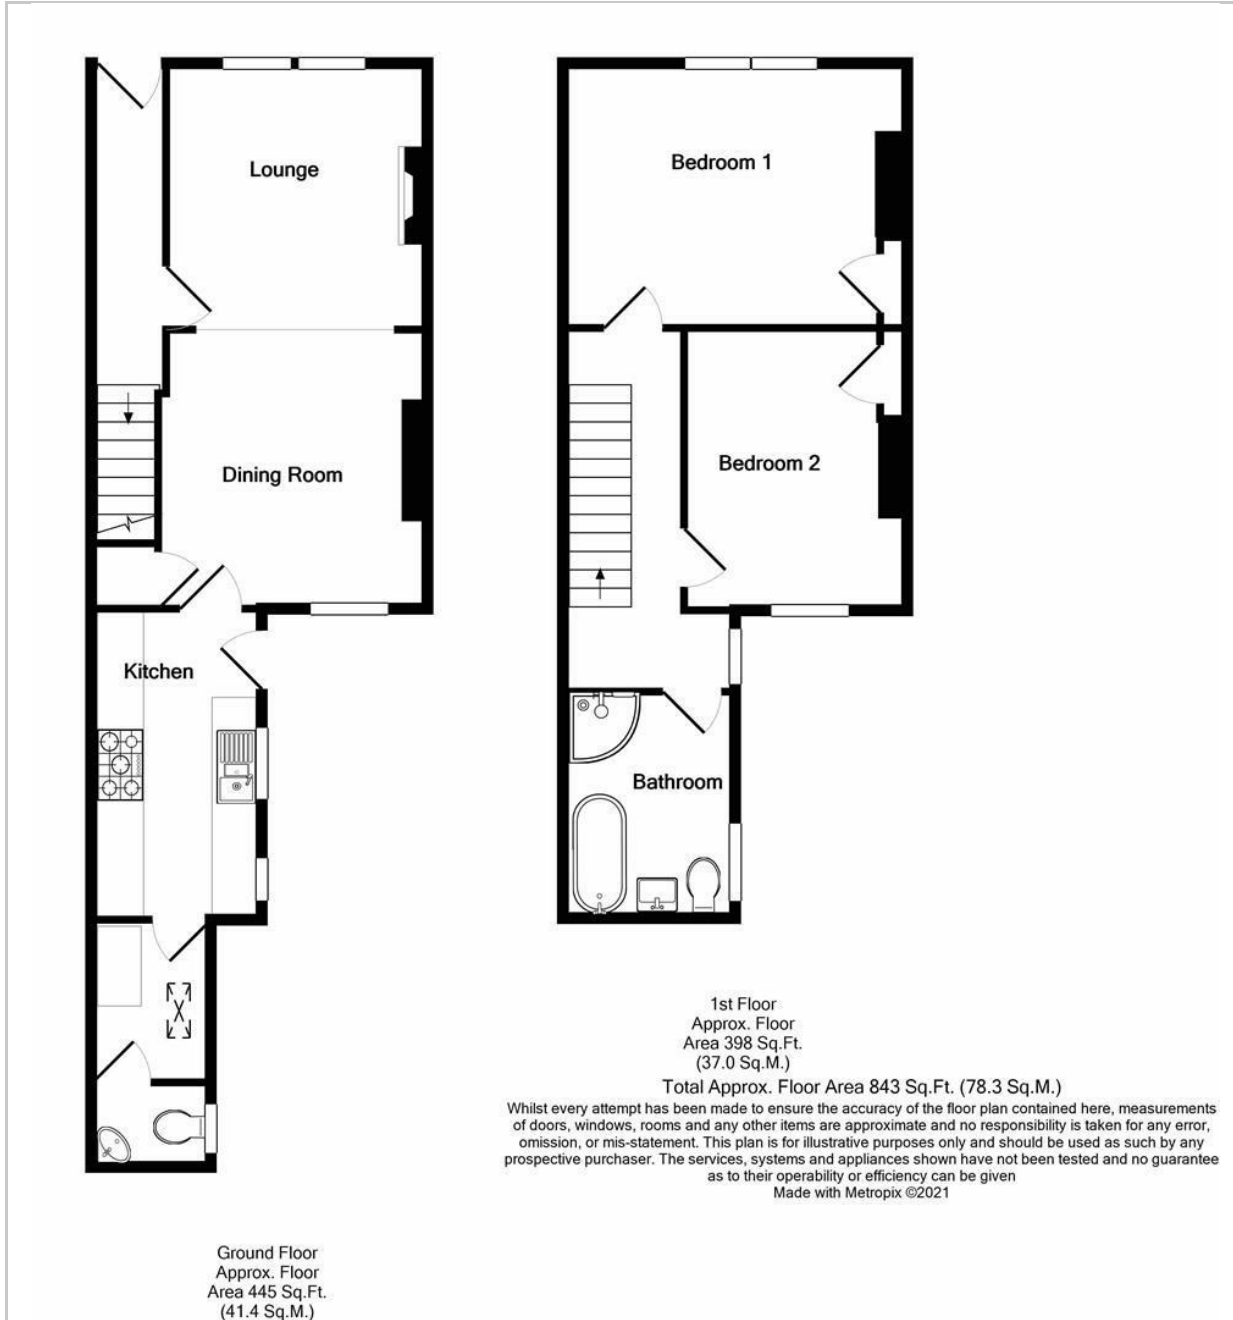 Lounge
Bedroom 1
Dining Room
Bedroom 2
Kitchen
Bathroom
1st Floor
Approx. Floor
Area 398 Sq.Ft.
(37.0 Sq.M.)
Total Approx. Floor Area 843 Sq.Ft. (78.3 Sq.M.)
Whilst every attempt has been made to ensure the accuracy of the floor plan contained here, measurements
of doors, windows, rooms and any other items are approximate and no responsibility is taken for any error,
omission, or mis-statement. This plan is for illustrative purposes only and should be used as such by any
prospective purchaser. The services, systems and appliances shown have not been tested and no guarantee
as to their operability or efficiency can be given
Made with Metropix ©2021
Ground Floor
Approx. Floor
Area 445 Sq.Ft.
(41.4 Sq.M.)